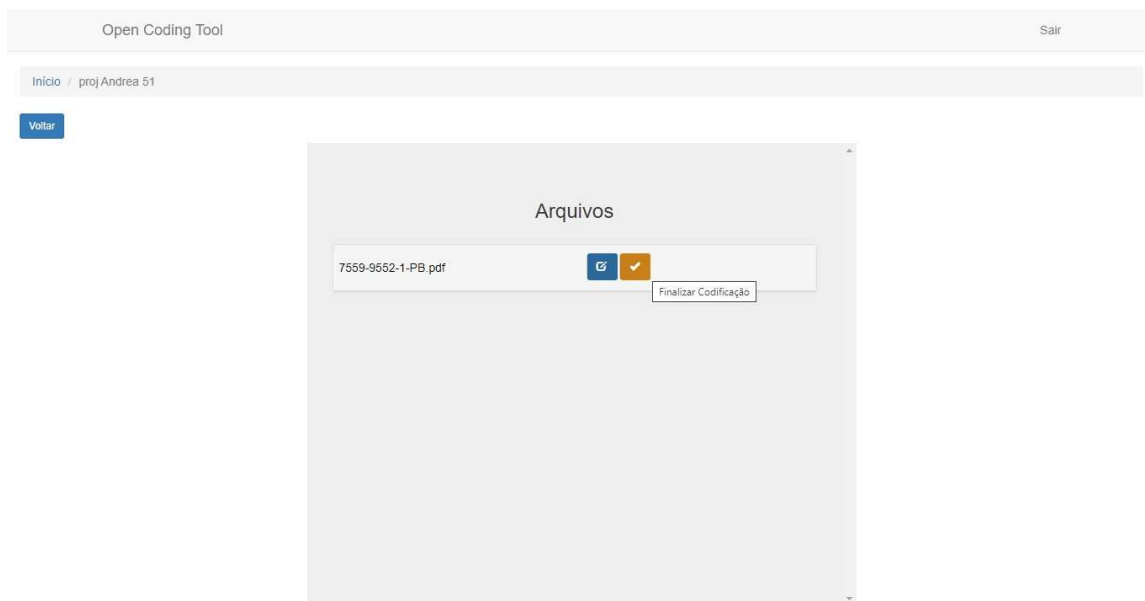 Open Coding Tool Sair
Início / proj Andrea 51
Voltar
Arquivos
7559-9552-1-PB.pdf
Finalizar Codificação